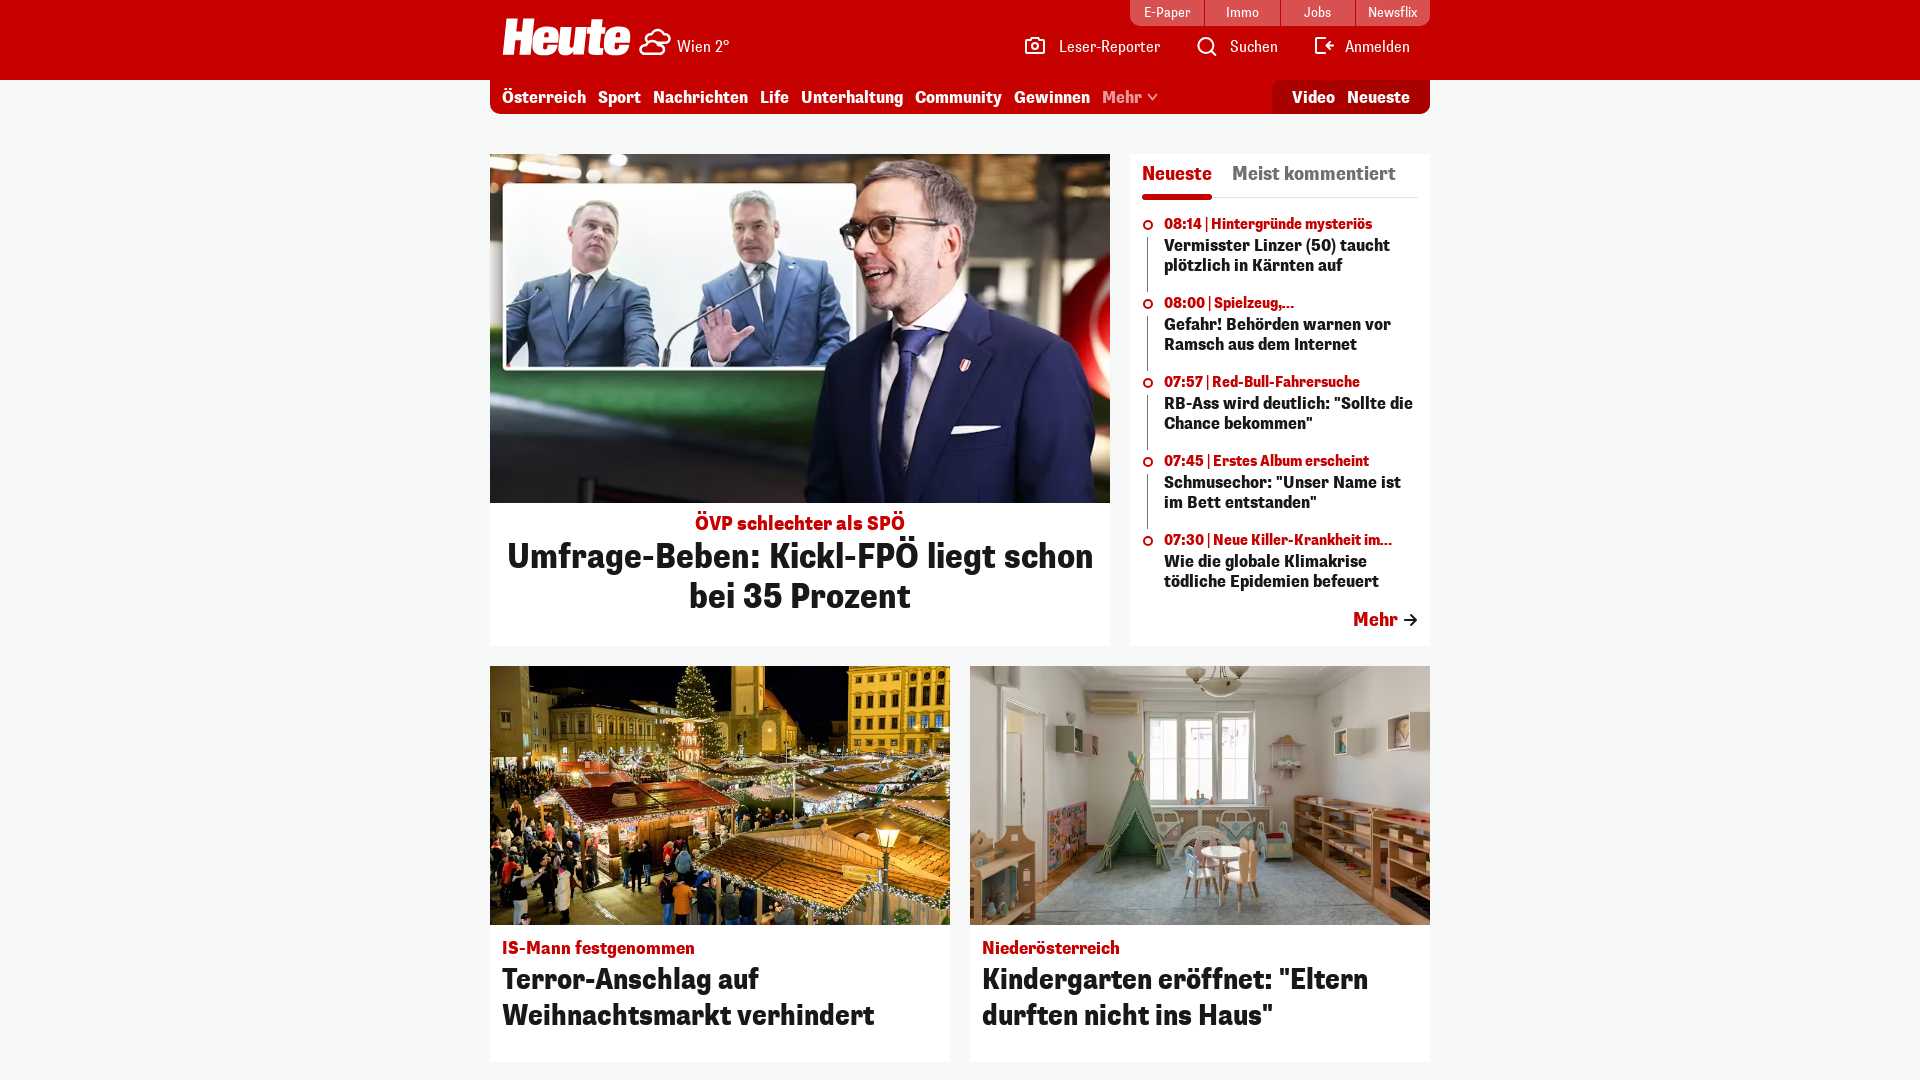 E-Paper
Immo
Jobs
Newsflix
Heute
Wien 2°
Leser-Reporter
Suchen
Anmelden
Österreich
Sport
Nachrichten
Life
Unterhaltung
Community
Gewinnen
Mehr
Video
Neueste
ÖVP schlechter als SPÖ
Umfrage-Beben: Kickl-FPÖ liegt schon
bei 35 Prozent
Neueste
Meist kommentiert
08:14 | Hintergründe mysteriös
Vermisster Linzer (50) taucht
plötzlich in Kärnten auf
08:00 | Spielzeug,...
Gefahr! Behörden warnen vor
Ramsch aus dem Internet
07:57 | Red-Bull-Fahrersuche
RB-Ass wird deutlich: "Sollte die
Chance bekommen"
07:45 | Erstes Album erscheint
Schmusechor: "Unser Name ist
im Bett entstanden"
07:30 | Neue Killer-Krankheit im...
Wie die globale Klimakrise
tödliche Epidemien befeuert
Mehr
IS-Mann festgenommen
Terror-Anschlag auf
Weihnachtsmarkt verhindert
Niederösterreich
Kindergarten eröffnet: "Eltern
durften nicht ins Haus"